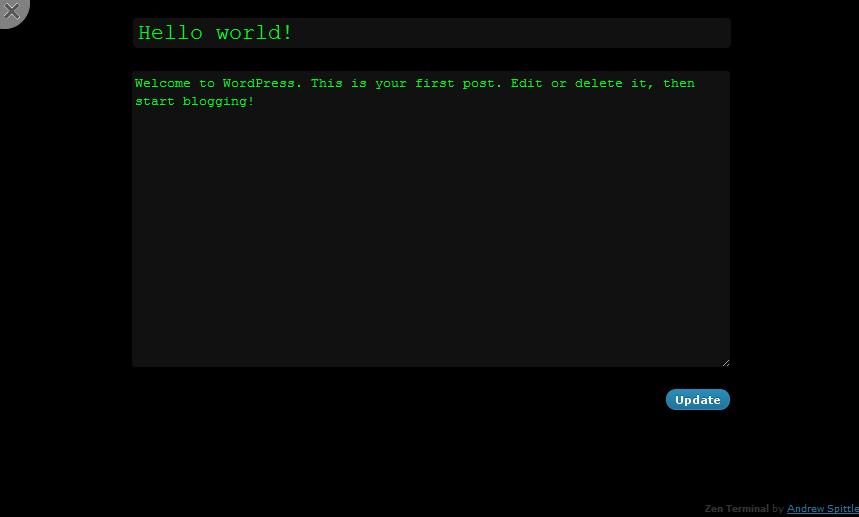 Hello world!
Welcome to WordPress. This is your first post. Edit or delete it, then
start blogging!
Update
Zen Terminal by Andrew Spittle